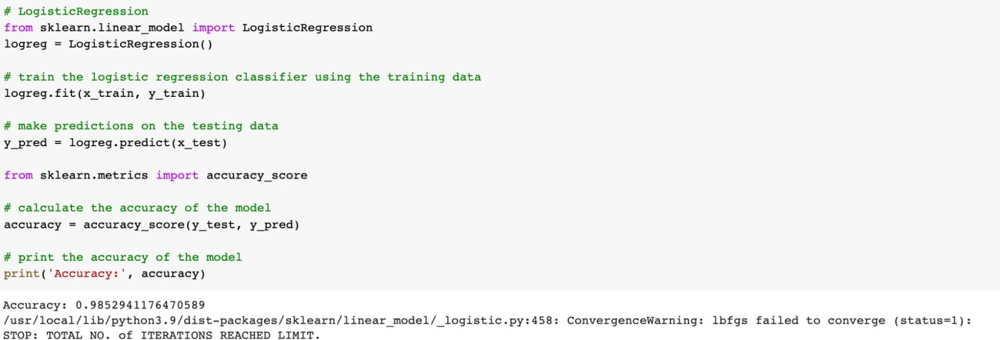 # LogisticRegression
from sklearn.linear_model import LogisticRegression
logreg = LogisticRegression()
# train the logistic regression classifier using the training data
logreg.fit(x_train, y_train)
# make predictions on the testing data
y_pred = logreg.predict(x_test)
from sklearn.metrics import accuracy_score
# calculate the accuracy of the model
accuracy = accuracy_score(y_test, y_pred)
# print the accuracy of the model
print('Accuracy:', accuracy)
Accuracy: 0.9852941176470589
/usr/local/lib/python3.9/dist-packages/sklearn/linear_model/_logistic.py:458: ConvergenceWarning: lbfgs failed to converge (status=1):
STOP: TOTAL NO. of ITERATIONS REACHED LIMIT.